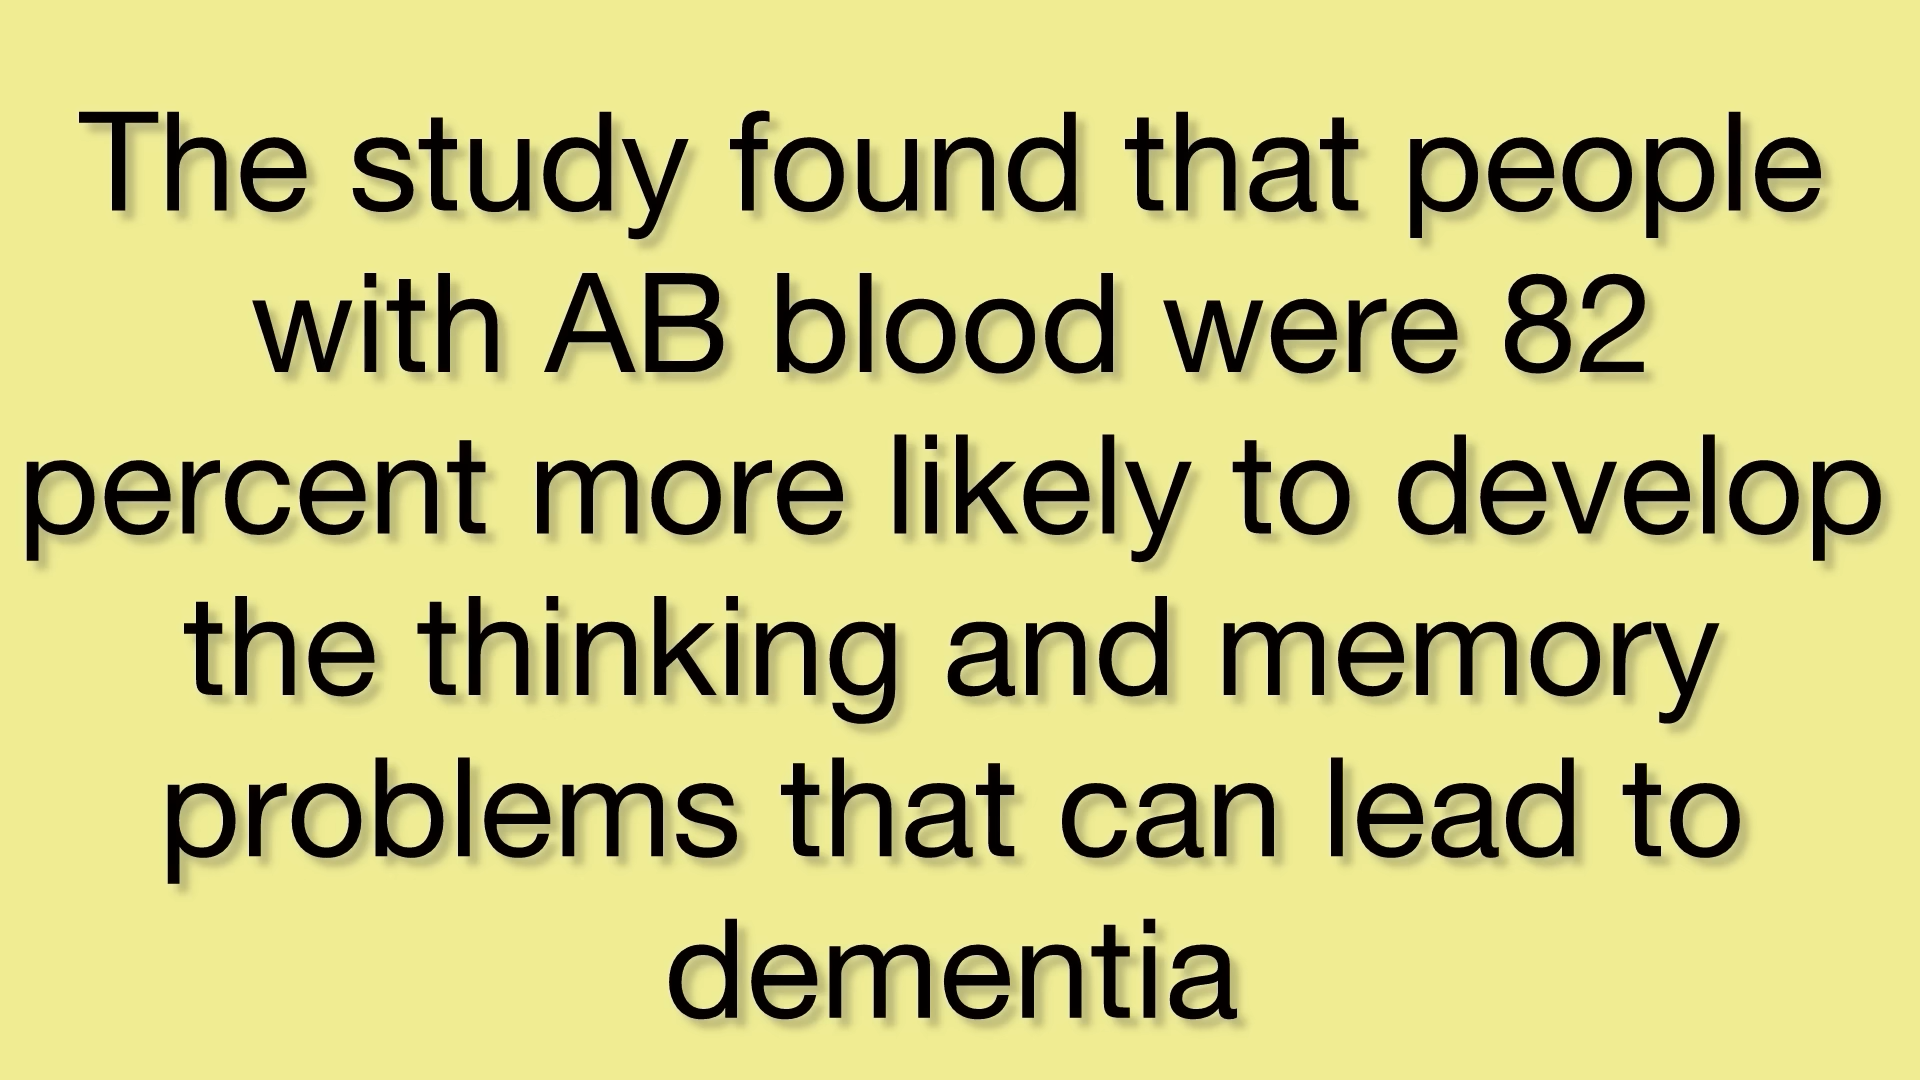 The study found that people
with AB blood were 82
percent more likely to develop
the thinking and memory
problems that can lead to
dementia